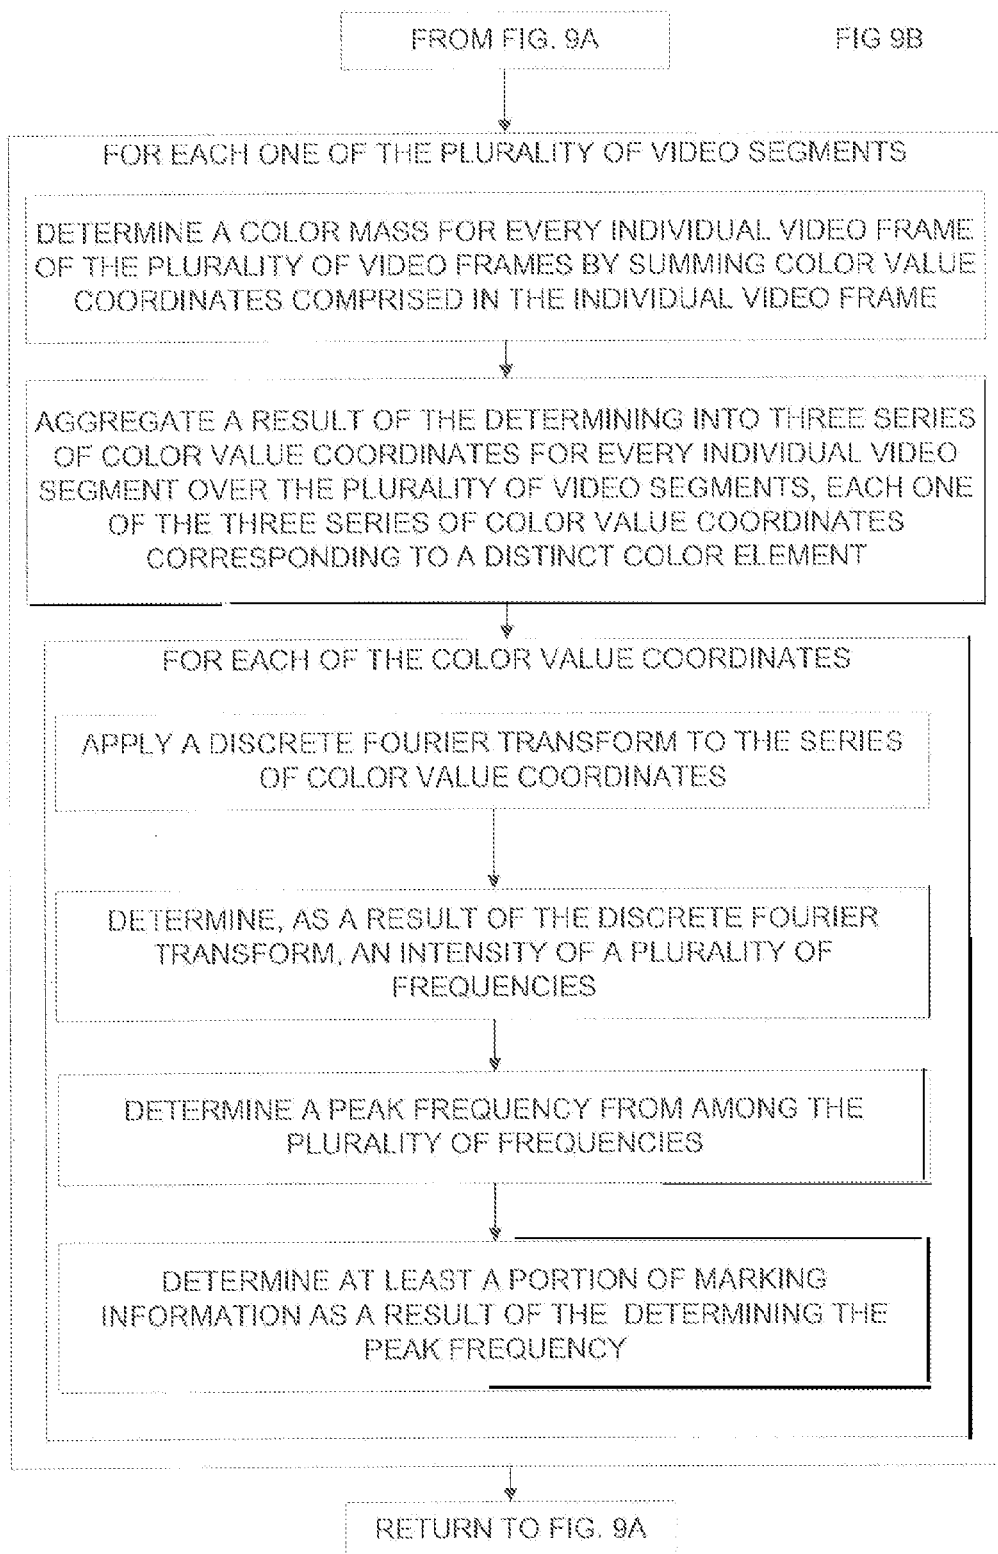 FROM FIG. 9A
FIG 9B
FOR EACH ONE OF THE PLURALITY OF VIDEO SEGMENTS
DETERMINE A COLOR MASS FOR EVERY INDIVIDUAL VIDEO FRAME
OF THE PLURALITY OF VIDEO FRAMES BY SUMMING COLOR VALUE
COORDINATES COMPRISED IN THE INDIVIDUAL VIDEO FRAME
AGGREGATE A RESULT OF THE DETERMINING INTO THREE SERIES
OF COLOR VALUE COORDINATES FOR EVERY INDIVIDUAL VIDEO
SEGMENT OVER THE PLURALITY OF VIDEO SEGMENTS, EACH ONE
OF THE THREE SERIES OF COLOR VALUE COORDINATES
CORRESPONDING TO A DISTINCT COLOR ELEMENT
FOR EACH OF THE COLOR VALUE COORDINATES
APPLY A DISCRETE FOURIER TRANSFORM TO THE SERIES
OF COLOR VALUE COORDINATES
DETERMINE, AS A RESULT OF THE DISCRETE FOURIER
TRANSFORM, AN INTENSITY OF A PLURALITY OF
FREQUENCIES
DETERMINE A PEAK FREQUENCY FROM AMONG THE
PLURALITY OF FREQUENCIES
DETERMINE AT LEAST A PORTION OF MARKING
INFORMATION AS A RESULT OF THE DETERMINING THE
PEAK FREQUENCY
RETURN TO FIG. 9A